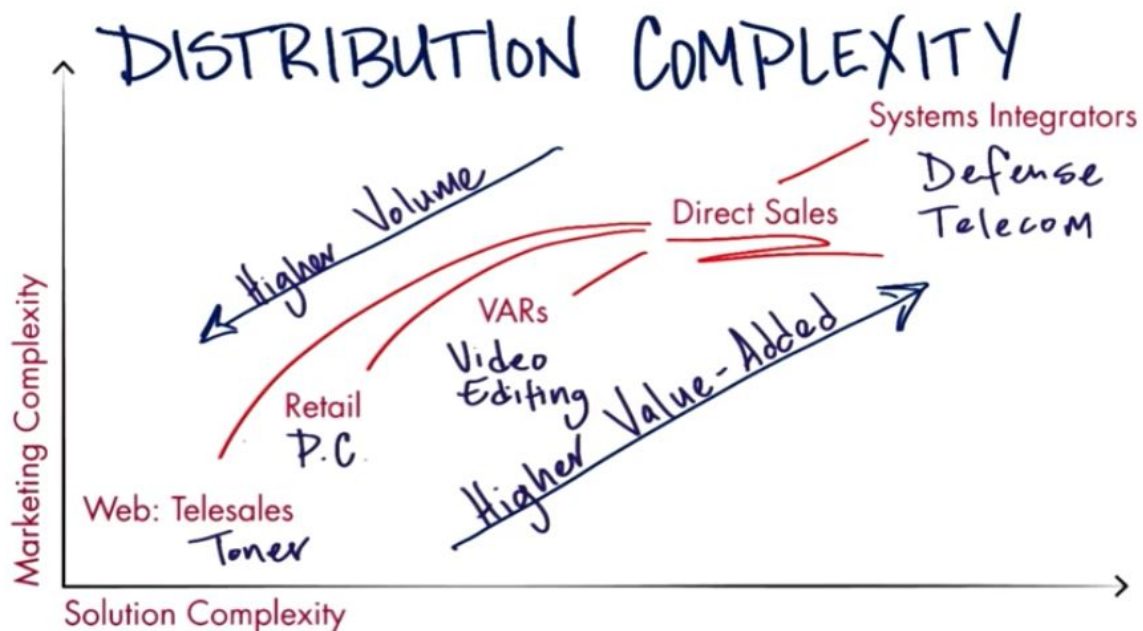 DISTRIBUTION COMPLEXITY
Systems Integrators
Defense
Telecom
Higher Volume
Direct Sales
VARs
Video
Editing
Higher Value-Added
Retail
P.C.
Web: Telesales
Toner
Marketing Complexity
Solution Complexity